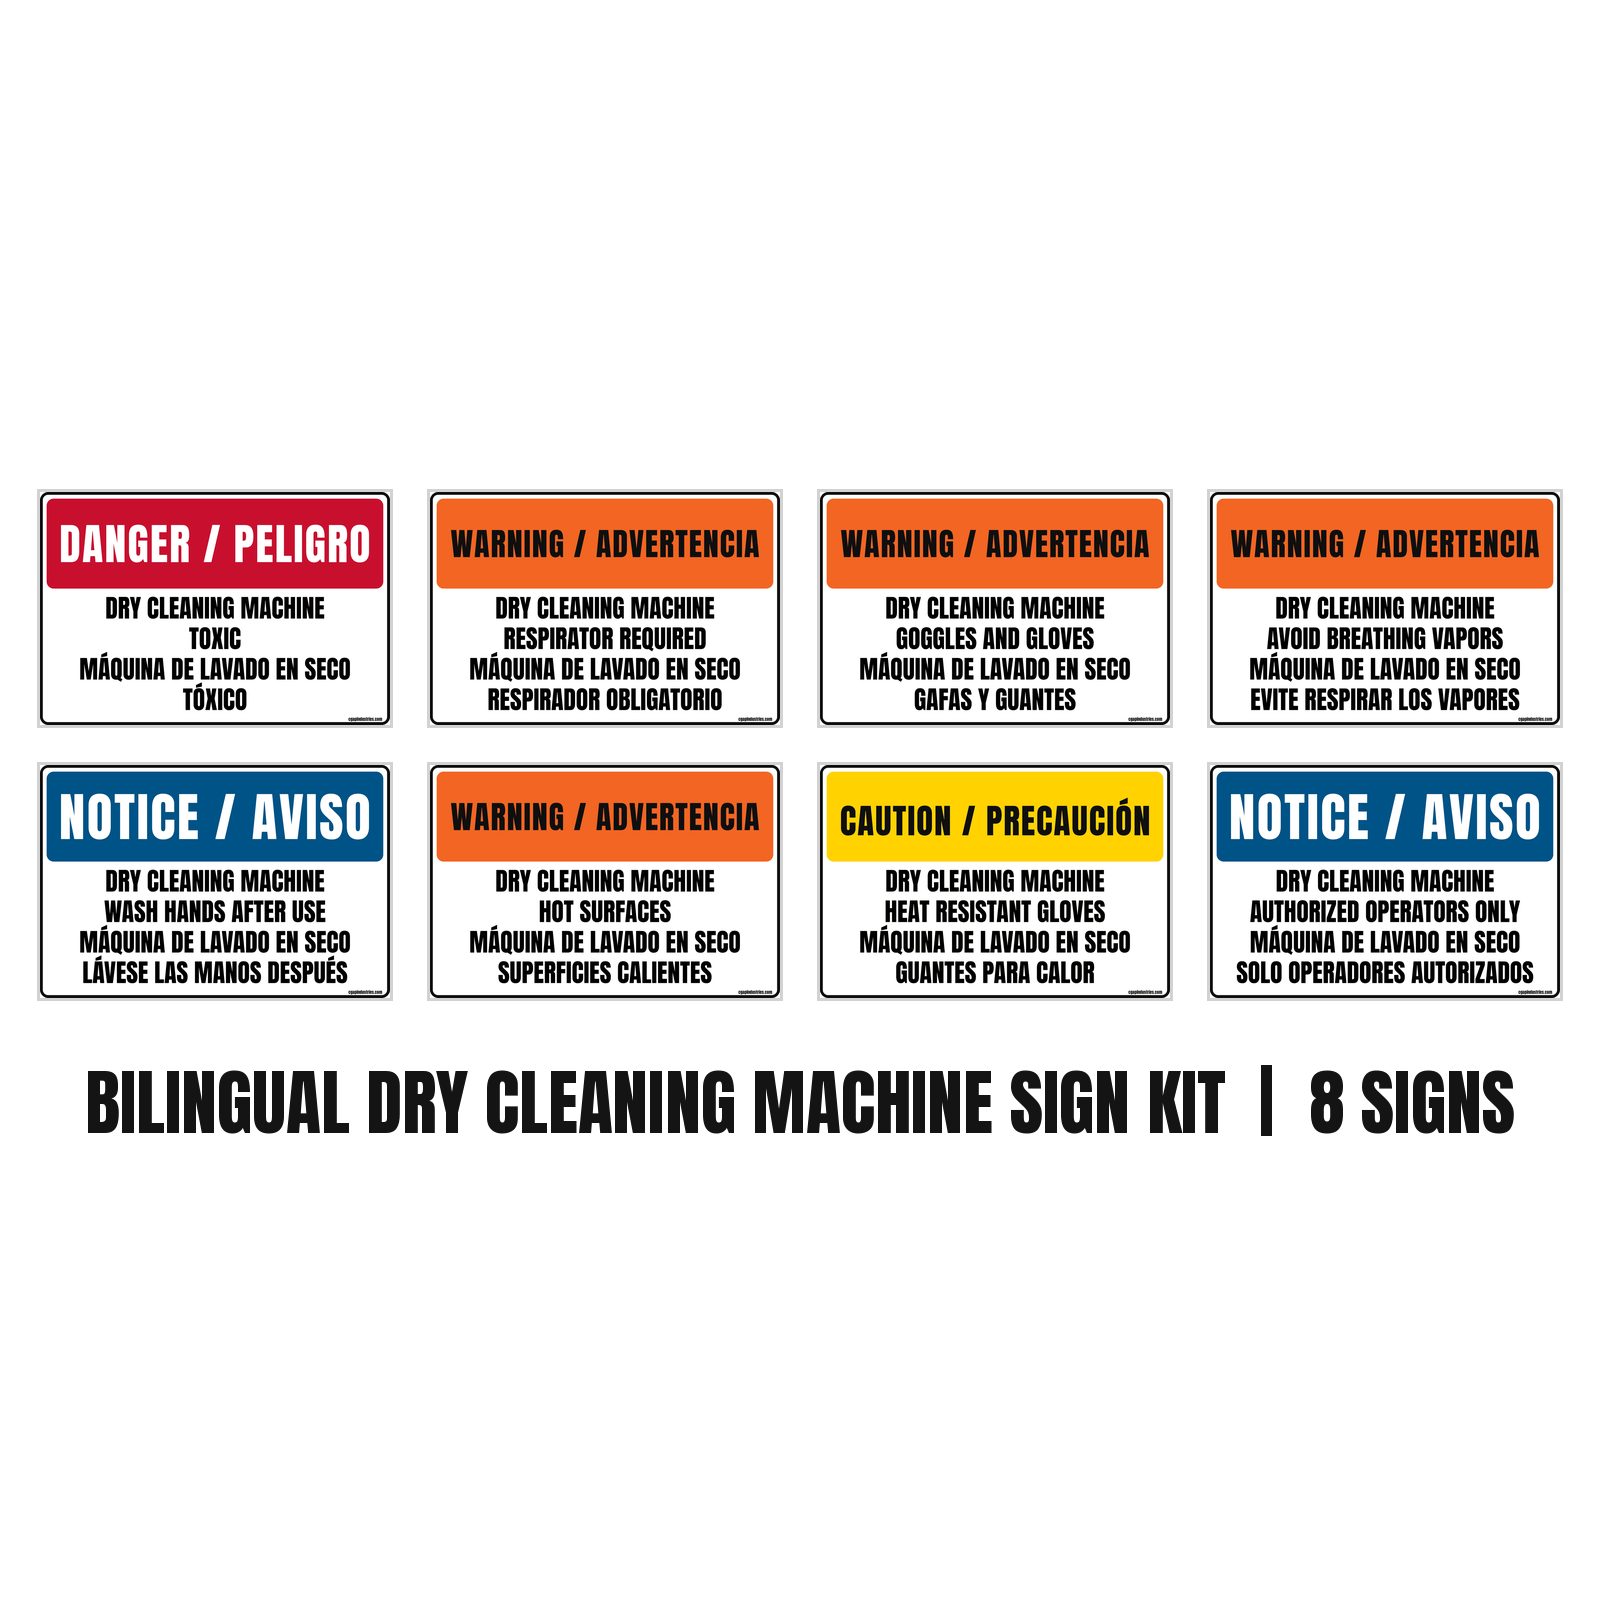 DANGER / PELIGRO
DRY CLEANING MACHINE
TOXIC
MÁQUINA DE LAVADO EN SECO
TÓXICO
WARNING / ADVERTENCIA
DRY CLEANING MACHINE
RESPIRATOR REQUIRED
MÁQUINA DE LAVADO EN SECO
RESPIRADOR OBLIGATORIO
WARNING / ADVERTENCIA
DRY CLEANING MACHINE
GOGGLES AND GLOVES
MÁQUINA DE LAVADO EN SECO
GAFAS Y GUANTES
WARNING / ADVERTENCIA
DRY CLEANING MACHINE
AVOID BREATHING VAPORS
MÁQUINA DE LAVADO EN SECO
EVITE RESPIRAR LOS VAPORES
NOTICE / AVISO
DRY CLEANING MACHINE
WASH HANDS AFTER USE
MÁQUINA DE LAVADO EN SECO
LÁVESE LAS MANOS DESPUÉS
WARNING / ADVERTENCIA
DRY CLEANING MACHINE
HOT SURFACES
MÁQUINA DE LAVADO EN SECO
SUPERFICIES CALIENTES
CAUTION / PRECAUCIÓN
DRY CLEANING MACHINE
HEAT RESISTANT GLOVES
MÁQUINA DE LAVADO EN SECO
GUANTES PARA CALOR
NOTICE / AVISO
DRY CLEANING MACHINE
AUTHORIZED OPERATORS ONLY
MÁQUINA DE LAVADO EN SECO
SOLO OPERADORES AUTORIZADOS
BILINGUAL DRY CLEANING MACHINE SIGN KIT | 8 SIGNS